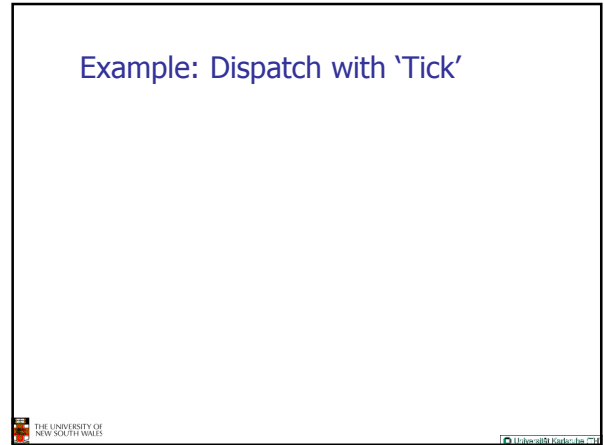 Example: Dispatch with ‘Tick’
THE UNIVERSITY OF
NEW SOUTH WALES
Universität Karlsruhe